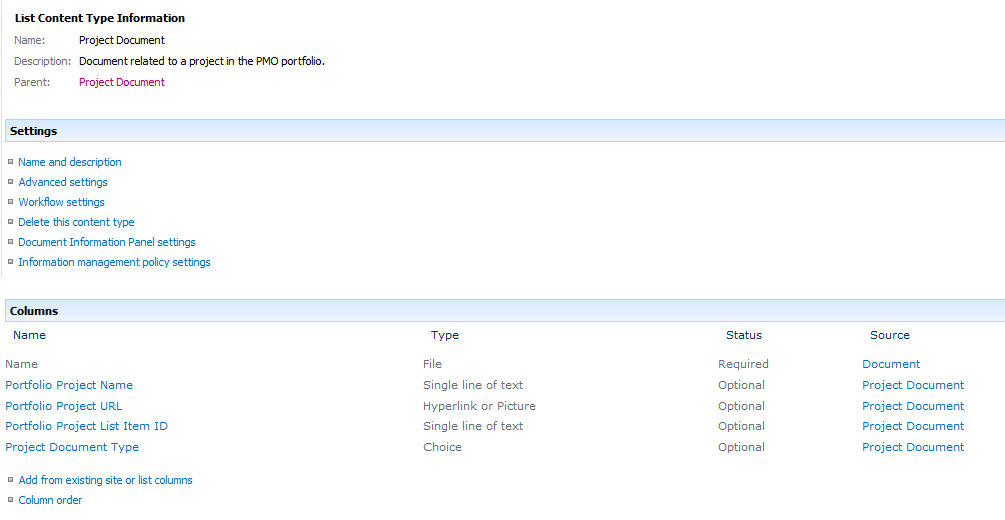 List Content Type Information
Name: Project Document
Description: Document related to a project in the PMO portfolio.
Parent: Project Document
Settings
Name and description
Advanced settings
Workflow settings
Delete this content type
Document Information Panel settings
Information management policy settings
Columns
Name Type Status Source
Name File Required Document
Portfolio Project Name Single line of text Optional Project Document
Portfolio Project URL Hyperlink or Picture Optional Project Document
Portfolio Project List Item ID Single line of text Optional Project Document
Project Document Type Choice Optional Project Document
Add from existing site or list columns
Column order